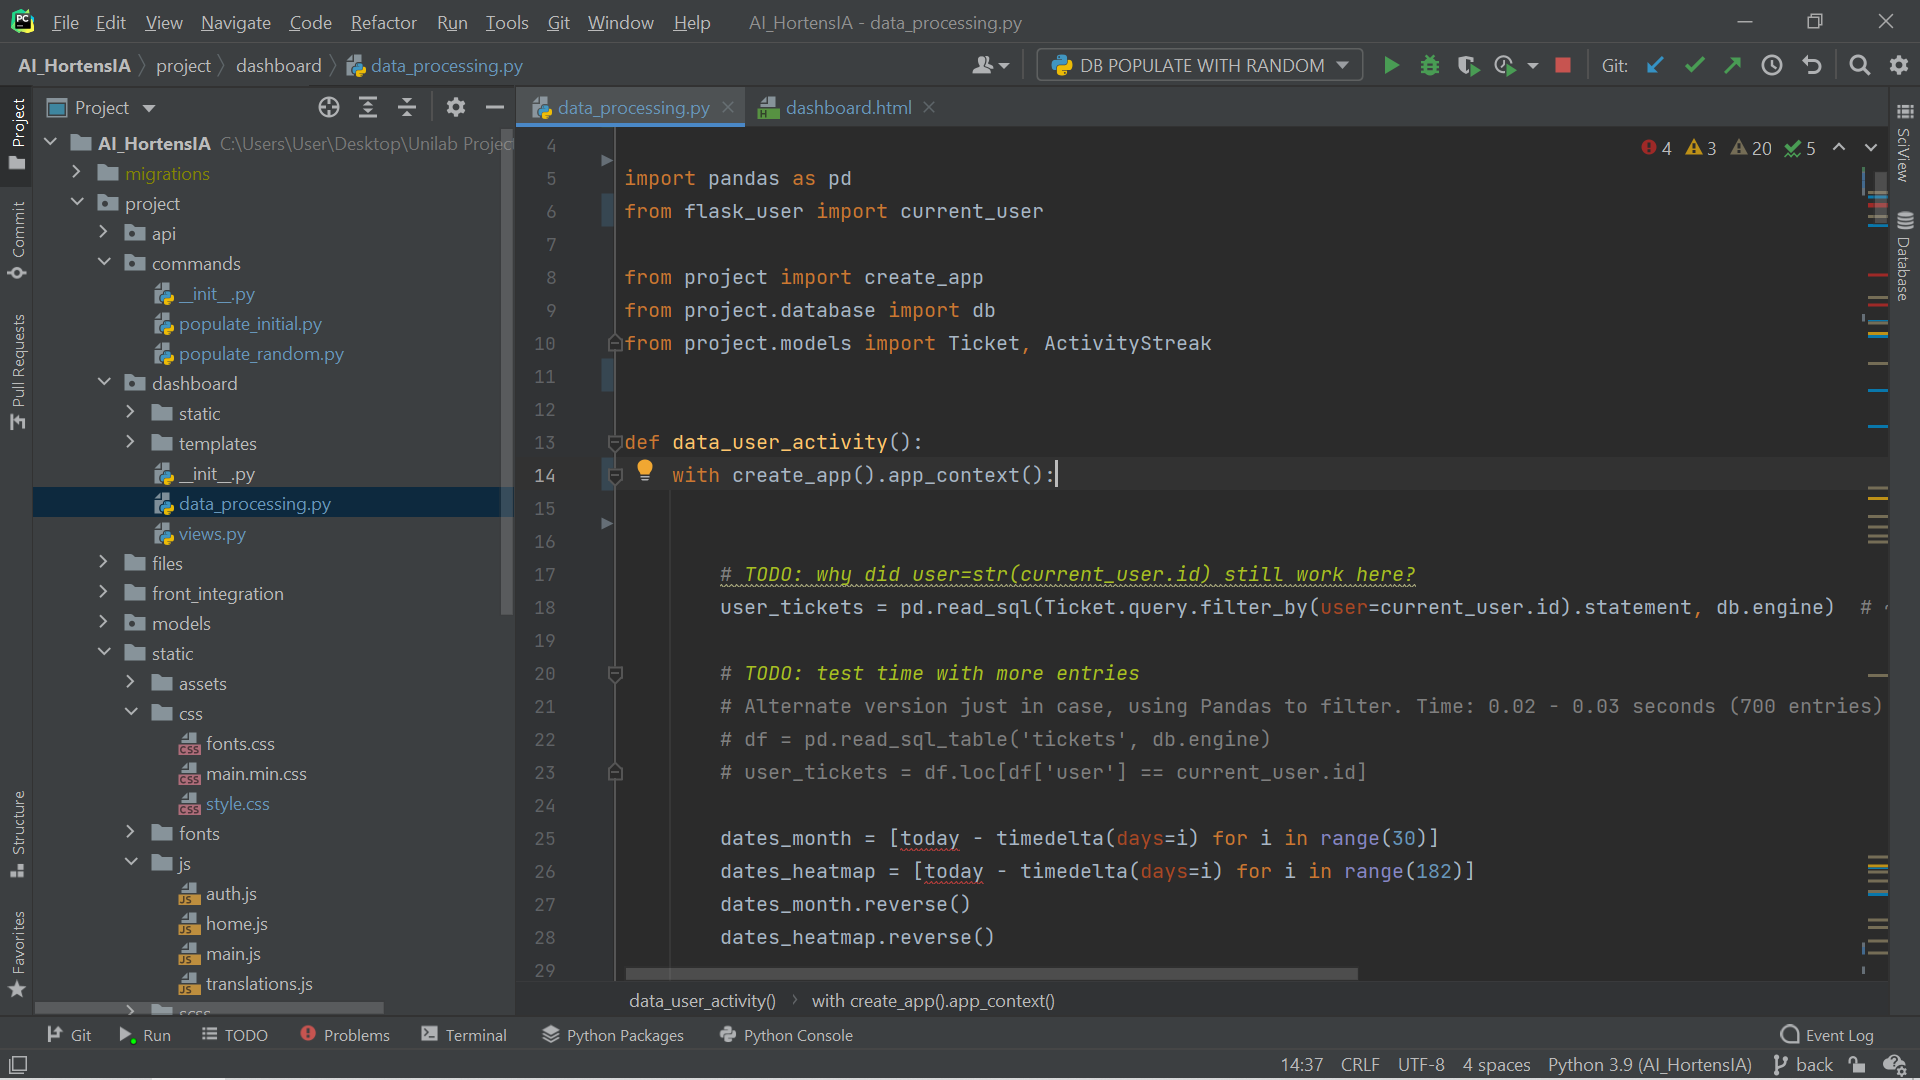 File Edit View Navigate Code Refactor Run Tools Git Window Help AI_HortensIA - data_processing.py
AI_HortensIA project dashboard data_processing.py DB POPULATE WITH RANDOM Git:
Project
data_processing.py dashboard.html
AI_HortensIA C:\Users\User\Desktop\Unilab Projec
migrations
project
api
commands
__init__.py
populate_initial.py
populate_random.py
dashboard
static
templates
__init__.py
data_processing.py
views.py
files
front_integration
models
static
assets
css
fonts.css
main.min.css
style.css
fonts
js
auth.js
home.js
main.js
translations.js
scss
Project
Commit
Pull Requests
Structure
Favorites
4 3 20 5
4
5 import pandas as pd
6 from flask_user import current_user
7
8 from project import create_app
9 from project.database import db
10 from project.models import Ticket, ActivityStreak
11
12
13 def data_user_activity():
14 with create_app().app_context():
15
16
17 # TODO: why did user=str(current_user.id) still work here?
18 user_tickets = pd.read_sql(Ticket.query.filter_by(user=current_user.id).statement, db.engine) #
19
20 # TODO: test time with more entries
21 # Alternate version just in case, using Pandas to filter. Time: 0.02 - 0.03 seconds (700 entries)
22 # df = pd.read_sql_table('tickets', db.engine)
23 # user_tickets = df.loc[df['user'] == current_user.id]
24
25 dates_month = [today - timedelta(days=i) for i in range(30)]
26 dates_heatmap = [today - timedelta(days=i) for i in range(182)]
27 dates_month.reverse()
28 dates_heatmap.reverse()
29
data_user_activity() with create_app().app_context()
SciView
Database
Git Run TODO Problems Terminal Python Packages Python Console Event Log
14:37 CRLF UTF-8 4 spaces Python 3.9 (AI_HortensIA) back